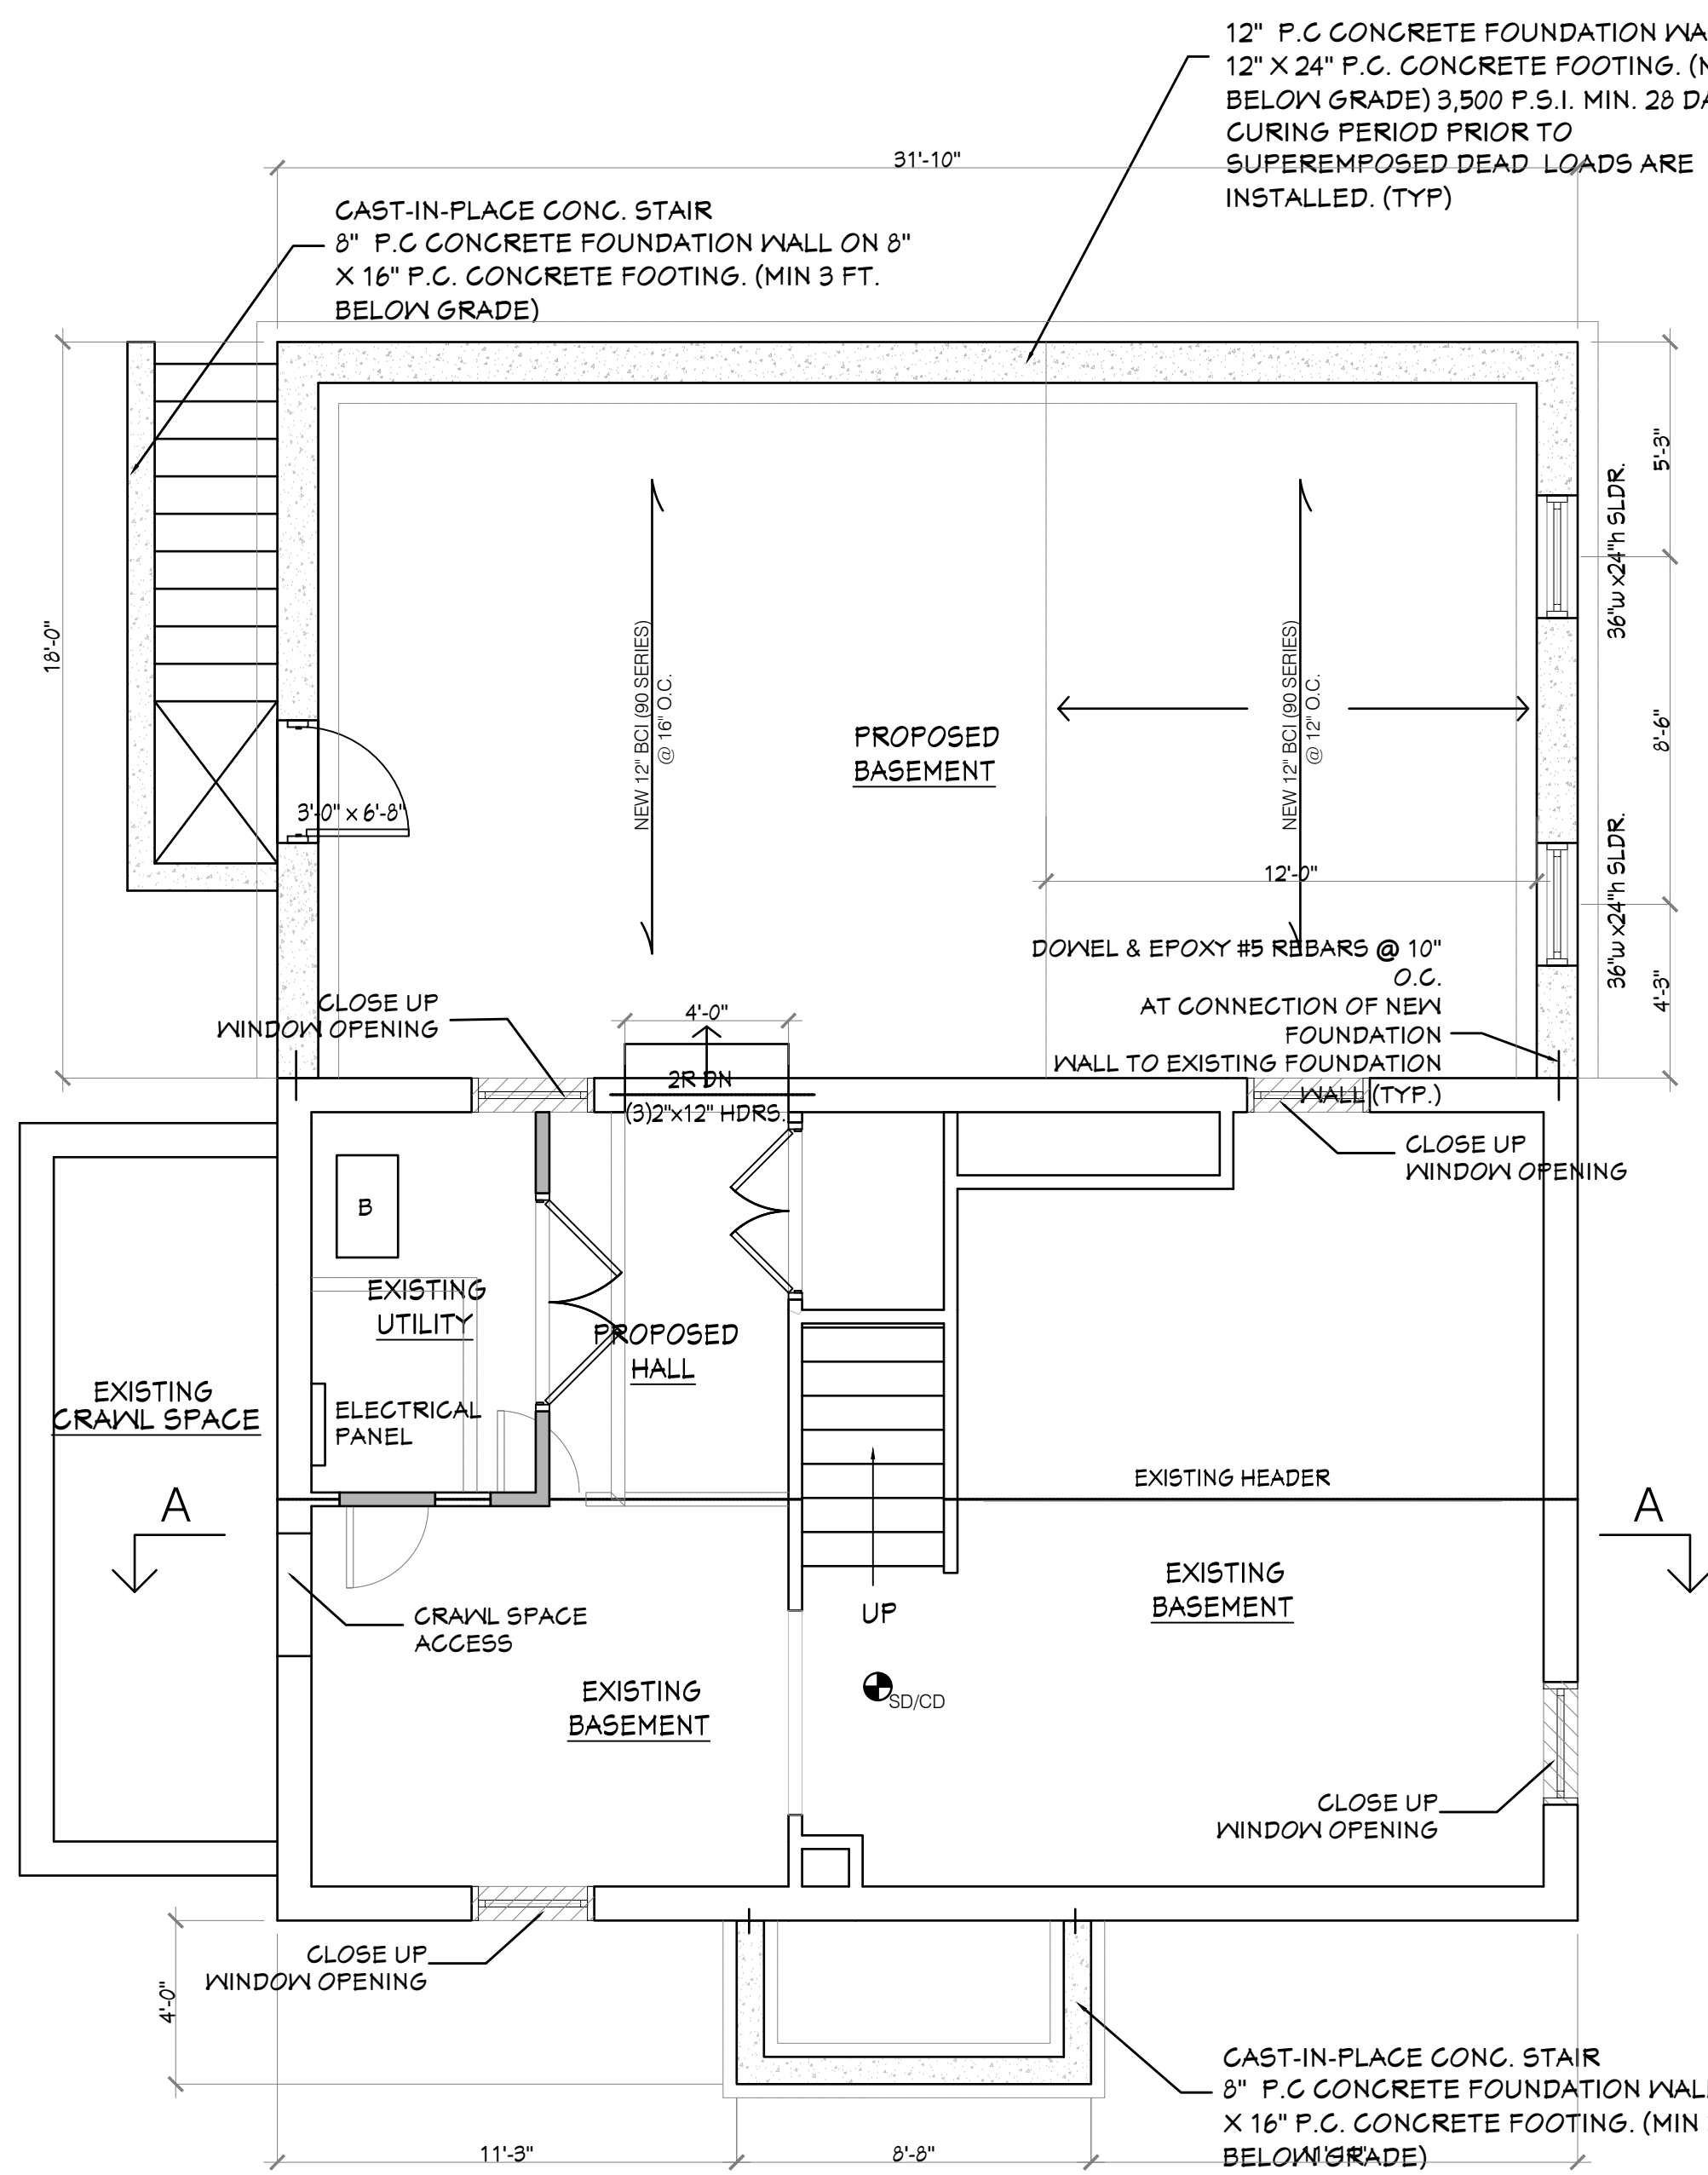 12" P.C CONCRETE FOUNDATION
12" X 24" P.C. CONCRETE FOOTING.
BELOW GRADE) 3,500 P.S.I. MIN. 28
CURING PERIOD PRIOR TO
SUPEREMPOSED DEAD LOADS ARE
INSTALLED. (TYP)
31'-10"
CAST-IN-PLACE CONC. STAIR
8" P.C CONCRETE FOUNDATION WALL ON 8"
X 16" P.C. CONCRETE FOOTING. (MIN 3 FT.
BELOW GRADE)
18'-0"
5'-3"
36"w x24"h SLDR.
8'-6"
36"w x24"h SLDR.
4'-3"
NEW 12" BCI (90 SERIES)
@ 16" O.C.
NEW 12" BCI (90 SERIES)
@ 12" O.C.
PROPOSED
BASEMENT
3'-0" x 6'-8"
12'-0"
DOWEL & EPOXY #5 REBARS @ 10"
O.C.
AT CONNECTION OF NEW
FOUNDATION
WALL TO EXISTING FOUNDATION
WALL (TYP.)
CLOSE UP
WINDOW OPENING
4'-0"
2R DN
(3)2"x12" HDRS.
CLOSE UP
WINDOW OPENING
B
EXISTING
UTILITY
PROPOSED
HALL
EXISTING
CRAWL SPACE
ELECTRICAL
PANEL
EXISTING HEADER
A
A
EXISTING
BASEMENT
UP
CRAWL SPACE
ACCESS
EXISTING
BASEMENT
SD/CD
CLOSE UP
WINDOW OPENING
CLOSE UP
WINDOW OPENING
4'-0"
CAST-IN-PLACE CONC. STAIR
8" P.C CONCRETE FOUNDATION
X 16" P.C. CONCRETE FOOTING. (MIN
BELOW GRADE)
11'-3"
8'-8"